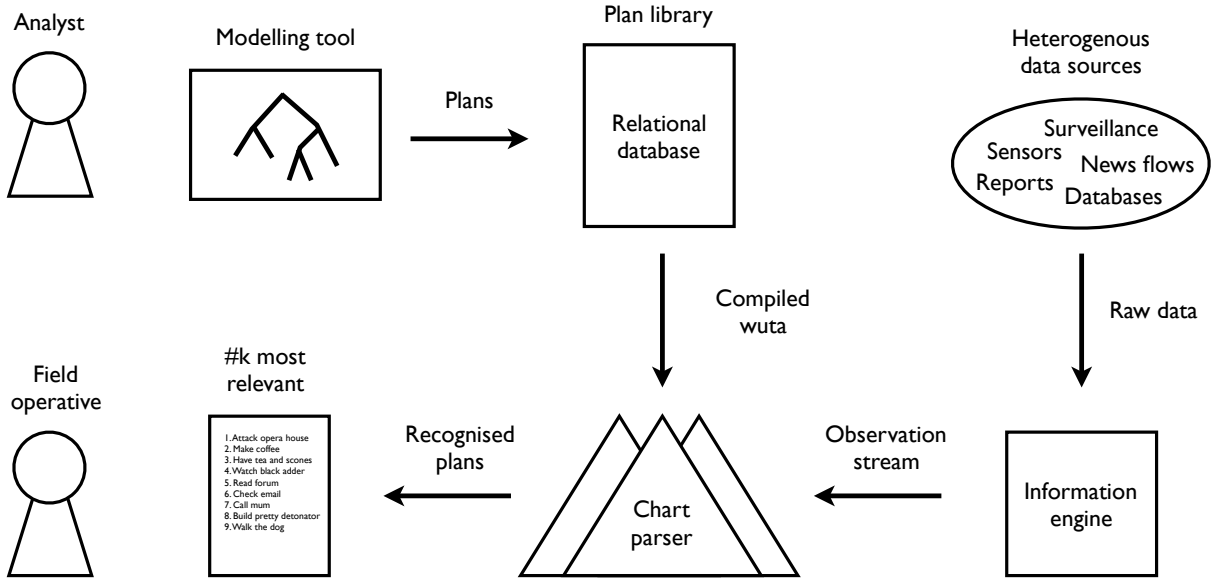 Analyst
Modelling tool
Plans
Plan library
Relational
database
Heterogenous
data sources
Surveillance
Sensors
News flows
Reports
Databases
Compiled
wuta
Raw data
Field
operative
#k most
relevant
1. Attack opera house
2. Make coffee
3. Have tea and scones
4. Watch black adder
5. Read forum
6. Check email
7. Call mum
8. Build pretty detonator
9. Walk the dog
Recognised
plans
Chart
parser
Observation
stream
Information
engine